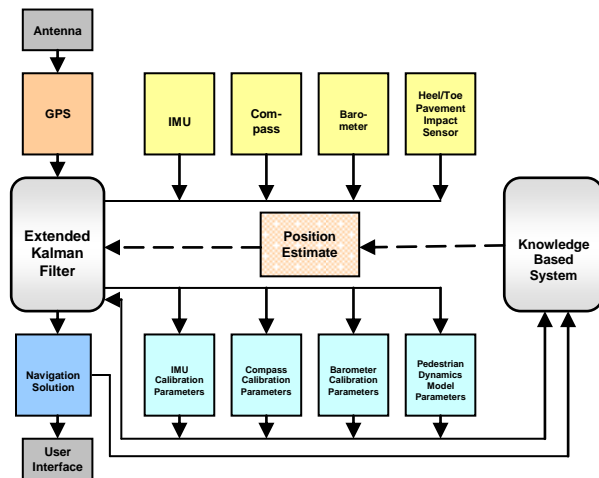 Antenna
GPS
IMU
Com-
pass
Baro-
meter
Heel/Toe
Pavement
Impact
Sensor
Extended
Kalman
Filter
Position
Estimate
Knowledge
Based
System
Navigation
Solution
IMU
Calibration
Parameters
Compass
Calibration
Parameters
Barometer
Calibration
Parameters
Pedestrian
Dynamics
Model
Parameters
User
Interface